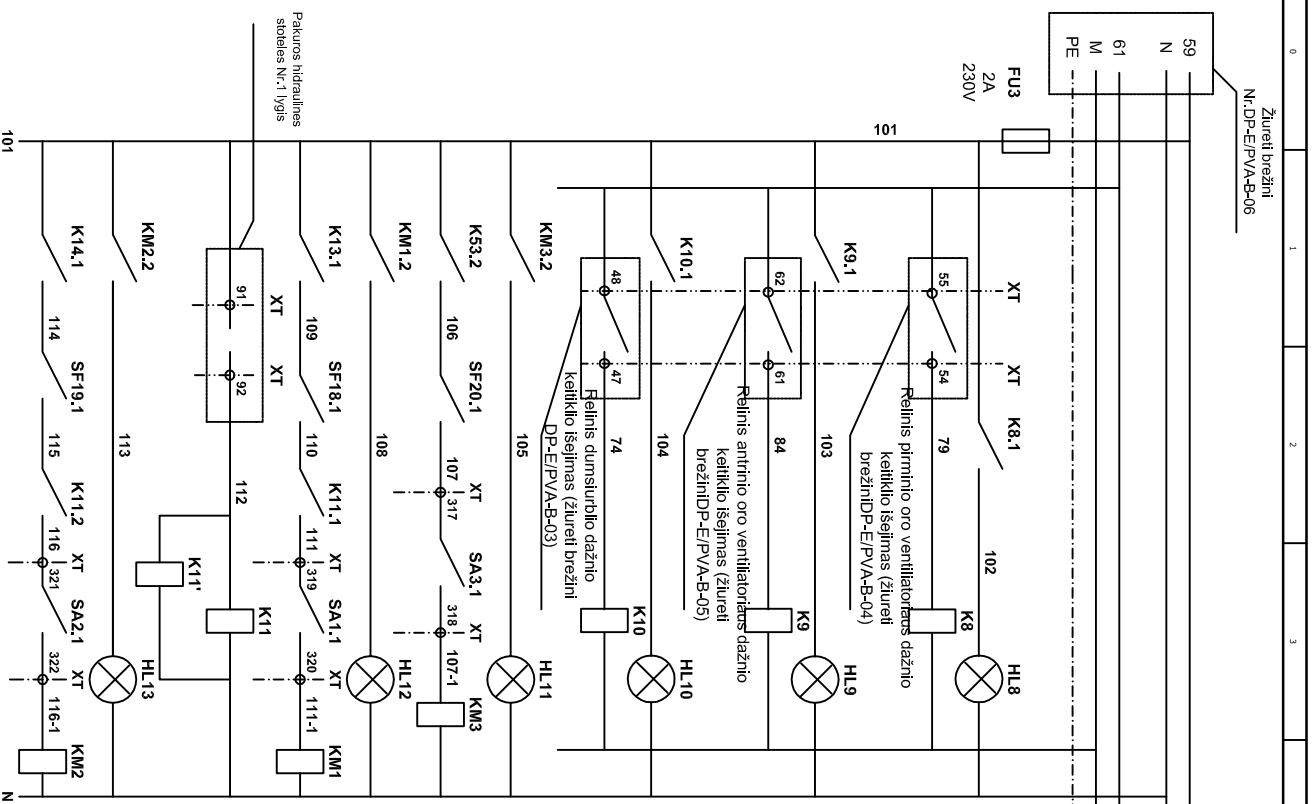 0
1
2
3
Žiureti brežini
Nr.DP-E/PVA-B-06
59
N
61
M
PE
FU3
2A
230V
101
XT
XT
K8.1
102
HL8
55
54
79
K8
Relinis pirminio oro ventiliatoriaus dažnio
keitiklio išejimas (žiureti
brežiniDP-E/PVA-B-04)
K9.1
103
HL9
62
61
84
K9
Relinis antrinio oro ventiliatoriaus dažnio
keitiklio išejimas (žiureti
brežiniDP-E/PVA-B-05)
K10.1
104
HL10
48
47
74
K10
Relinis dumsiurblio dažnio
keitiklio išejimas (žiureti brežini
DP-E/PVA-B-03)
KM3.2
105
HL11
K53.2
106
SF20.1
107
XT
317
SA3.1
318
XT
107-1
KM3
KM1.2
108
HL12
K13.1
109
SF18.1
110
K11.1
111
XT
319
SA1.1
320
XT
111-1
KM1
Pakuros hidraulines
stoteles Nr.1 lygis
XT
XT
91
92
112
K11
K11'
KM2.2
113
HL13
K14.1
114
SF19.1
115
K11.2
116
XT
321
SA2.1
322
XT
116-1
KM2
101
N